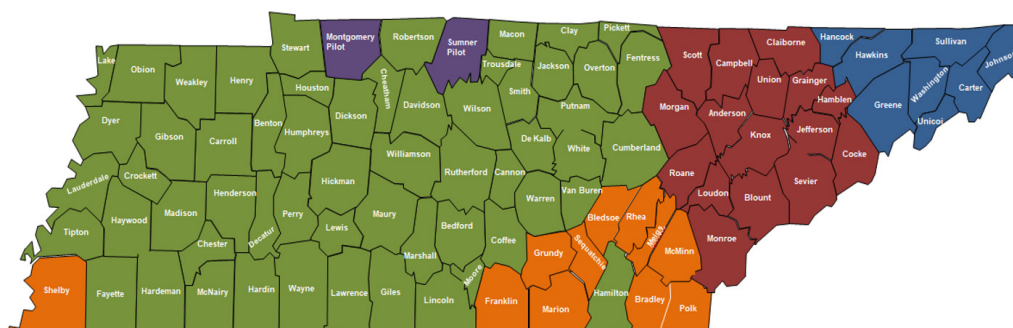 Montgomery
Pilot
Robertson
Sumner
Pilot
Macon
Clay
Pickett
Stewart
Lake
Obion
Weakley
Henry
Houston
Cheatham
Trousdale
Jackson
Overton
Fentress
Scott
Campbell
Claiborne
Hancock
Hawkins
Sullivan
Johnson
Washington
Carter
Union
Grainger
Hamblen
Greene
Unicoi
Dyer
Gibson
Carroll
Benton
Humphreys
Dickson
Davidson
Wilson
Smith
Putnam
Morgan
Anderson
Knox
Jefferson
Cocke
Williamson
De Kalb
White
Cumberland
Roane
Loudon
Blount
Sevier
Lauderdale
Crockett
Haywood
Madison
Henderson
Decatur
Perry
Hickman
Lewis
Maury
Rutherford
Cannon
Warren
Van Buren
Bledsoe
Rhea
Meigs
McMinn
Monroe
Tipton
Chester
Marshall
Bedford
Coffee
Grundy
Sequatchie
Shelby
Fayette
Hardeman
McNairy
Hardin
Wayne
Lawrence
Giles
Lincoln
Moore
Franklin
Marion
Hamilton
Bradley
Polk